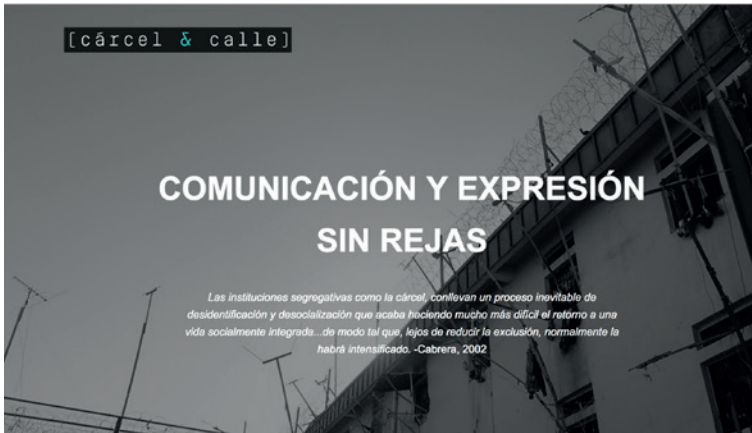 [cárcel & calle]
COMUNICACIÓN Y EXPRESIÓN
SIN REJAS
Las instituciones segregativas como la cárcel, conllevan un proceso inevitable de
desidentificación y desocialización que acaba haciendo mucho más difícil el retorno a una
vida socialmente integrada...de modo tal que, lejos de reducir la exclusión, normalmente la
habrá intensificado. -Cabrera, 2002